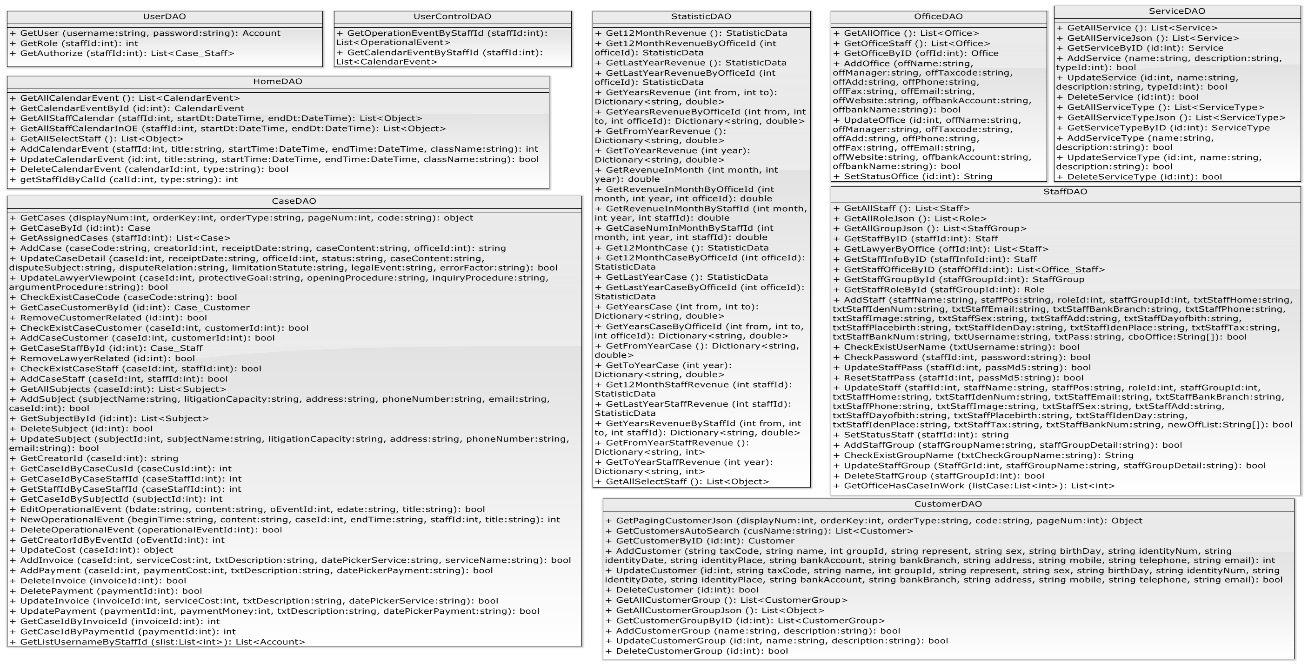 UserDAO
+ GetUser (username:string, password:string): Account
+ GetRole (staffId:int): int
+ GetAuthorize (staffId:int): List<Case_Staff>
UserControlDAO
+ GetOperationEventByStaffId (staffId:int):
List<OperationalEvent>
+ GetCalendarEventByStaffId (staffId:int):
List<CalendarEvent>
HomeDAO
+ GetAllCalendarEvent (): List<CalendarEvent>
+ GetCalendarEventById (id:int): CalendarEvent
+ GetAllStaffCalendar (staffId:int, startDt:DateTime, endDt:DateTime): List<Object>
+ GetAllStaffCalendarInOE (staffId:int, startDt:DateTime, endDt:DateTime): List<Object>
+ GetAllSelectStaff (): List<Object>
+ AddCalendarEvent (staffId:int, title:string, startTime:DateTime, endTime:DateTime, className:string): int
+ UpdateCalendarEvent (id:int, title:string, startTime:DateTime, endTime:DateTime, className:string): bool
+ DeleteCalendarEvent (calendarId:int, type:string): bool
+ getStaffIdByCalId (calId:int, type:string): int
CaseDAO
+ GetCases (displayNum:int, orderKey:int, orderType:string, pageNum:int, code:string): object
+ GetCaseById (id:int): Case
+ GetAssignedCases (staffId:int): List<Case>
+ AddCase (caseCode:string, creatorId:int, receiptDate:string, caseContent:string, officeId:int): string
+ UpdateCaseDetail (caseId:int, receiptDate:string, officeId:int, status:string, caseContent:string,
disputeSubject:string, disputeRelation:string, limitationStatute:string, legalEvent:string, errorFactor:string): bool
+ UpdateLawyerViewpoint (caseId:int, protectiveGoal:string, openingProcedure:string, inquiryProcedure:string,
argumentProcedure:string): bool
+ CheckExistCaseCode (caseCode:string): bool
+ GetCaseCustomerById (id:int): Case_Customer
+ RemoveCustomerRelated (id:int): bool
+ CheckExistCaseCustomer (caseId:int, customerId:int): bool
+ AddCaseCustomer (caseId:int, customerId:int): bool
+ GetCaseStaffById (id:int): Case_Staff
+ RemoveLawyerRelated (id:int): bool
+ CheckExistCaseStaff (caseId:int, staffId:int): bool
+ AddCaseStaff (caseId:int, staffId:int): bool
+ GetAllSubjects (caseId:int): List<Subject>
+ AddSubject (subjectName:string, litigationCapacity:string, address:string, phoneNumber:string, email:string,
caseId:int): bool
+ GetSubjectById (id:int): List<Subject>
+ DeleteSubject (id:int): bool
+ UpdateSubject (subjectId:int, subjectName:string, litigationCapacity:string, address:string, phoneNumber:string,
email:string): bool
+ GetCreatorId (caseId:int): string
+ GetCaseIdByCaseCusId (caseCusId:int): int
+ GetCaseIdByCaseStaffId (caseStaffId:int): int
+ GetStaffIdByCaseStaffId (caseStaffId:int): int
+ GetCaseIdBySubjectId (subjectId:int): int
+ EditOperationalEvent (bdate:string, content:string, oEventId:int, edate:string, title:string): bool
+ NewOperationalEvent (beginTime:string, content:string, caseId:int, endTime:string, staffId:int, title:string): int
+ DeleteOperationalEvent (operationalEventId:int): bool
+ GetCreatorIdByEventId (oEventId:int): int
+ UpdateCost (caseId:int): object
+ AddInvoice (caseId:int, serviceCost:int, txtDescription:string, datePickerService:string, serviceName:string): bool
+ AddPayment (caseId:int, paymentCost:int, txtDescription:string, datePickerPayment:string): bool
+ DeleteInvoice (invoiceId:int): bool
+ DeletePayment (paymentId:int): bool
+ UpdateInvoice (invoiceId:int, serviceCost:int, txtDescription:string, datePickerService:string): bool
+ UpdatePayment (paymentId:int, paymentMoney:int, txtDescription:string, datePickerPayment:string): bool
+ GetCaseIdByInvoiceId (invoiceId:int): int
+ GetCaseIdByPaymentId (paymentId:int): int
+ GetListUsernameByStaffId (slist:List<int>): List<Account>
StatisticDAO
+ Get12MonthRevenue (): StatisticData
+ Get12MonthRevenueByOfficeId (int
officeId): StatisticData
+ GetLastYearRevenue (): StatisticData
+ GetLastYearRevenueByOfficeId (int
officeId): StatisticData
+ GetYearsRevenue (int from, int to):
Dictionary<string, double>
+ GetYearsRevenueByOfficeId (int from, int
to, int officeId): Dictionary<string, double>
+ GetFromYearRevenue ():
Dictionary<string, double>
+ GetToYearRevenue (int year):
Dictionary<string, double>
+ GetRevenueInMonth (int month, int
year): double
+ GetRevenueInMonthByOfficeId (int
month, int year, int officeId): double
+ GetRevenueInMonthByStaffId (int month,
int year, int staffId): double
+ GetCaseNumInMonthByStaffId (int
month, int year, int staffId): double
+ Get12MonthCase (): StatisticData
+ Get12MonthCaseByOfficeId (int officeId):
StatisticData
+ GetLastYearCase (): StatisticData
+ GetLastYearCaseByOfficeId (int officeId):
StatisticData
+ GetYearsCase (int from, int to):
Dictionary<string, double>
+ GetYearsCaseByOfficeId (int from, int to,
int officeId): Dictionary<string, double>
+ GetFromYearCase (): Dictionary<string,
double>
+ GetToYearCase (int year):
Dictionary<string, double>
+ Get12MonthStaffRevenue (int staffId):
StatisticData
+ GetLastYearStaffRevenue (int staffId):
StatisticData
+ GetYearsRevenueByStaffId (int from, int
to, int staffId): Dictionary<string, double>
+ GetFromYearStaffRevenue ():
Dictionary<string, int>
+ GetToYearStaffRevenue (int year):
Dictionary<string, int>
+ GetAllSelectStaff (): List<Object>
OfficeDAO
+ GetAllOffice (): List<Office>
+ GetOfficeStaff (): List<Office>
+ GetOfficeByID (offId:int): Office
+ AddOffice (offName:string,
offManager:string, offTaxcode:string,
offAdd:string, offPhone:string,
offFax:string, offEmail:string,
offWebsite:string, offbankAccount:string,
offbankName:string): bool
+ UpdateOffice (id:int, offName:string,
offManager:string, offTaxcode:string,
offAdd:string, offPhone:string,
offFax:string, offEmail:string,
offWebsite:string, offbankAccount:string,
offbankName:string): bool
+ SetStatusOffice (id:int): String
ServiceDAO
+ GetAllService (): List<Service>
+ GetAllServiceJson (): List<Service>
+ GetServiceByID (id:int): Service
+ AddService (name:string, description:string,
typeId:int): bool
+ UpdateService (id:int, name:string,
description:string, typeId:int): bool
+ DeleteService (id:int): bool
+ GetAllServiceType (): List<ServiceType>
+ GetAllServiceTypeJson (): List<ServiceType>
+ GetServiceTypeByID (id:int): ServiceType
+ AddServiceType (name:string,
description:string): bool
+ UpdateServiceType (id:int, name:string,
description:string): bool
+ DeleteServiceType (id:int): bool
StaffDAO
+ GetAllStaff (): List<Staff>
+ GetAllRoleJson (): List<Role>
+ GetAllGroupJson (): List<StaffGroup>
+ GetStaffByID (staffId:int): Staff
+ GetLawyerByOffice (offId:int): List<Staff>
+ GetStaffInfoByID (staffInfoId:int): Staff
+ GetStaffOfficeByID (staffOffId:int): List<Office_Staff>
+ GetStaffGroupById (staffGroupId:int): StaffGroup
+ GetStaffRoleById (staffGroupId:int): Role
+ AddStaff (staffName:string, staffPos:string, roleId:int, staffGroupId:int, txtStaffHome:string,
txtStaffIdenNum:string, txtStaffEmail:string, txtStaffBankBranch:string, txtStaffPhone:string,
txtStaffImage:string, txtStaffSex:string, txtStaffAdd:string, txtStaffDayofbith:string,
txtStaffPlacebirth:string, txtStaffIdenDay:string, txtStaffIdenPlace:string, txtStaffTax:string,
txtStaffBankNum:string, txtUsername:string, txtPass:string, cboOffice:String[]): bool
+ CheckExistUserName (txtUsername:string): bool
+ CheckPassword (staffId:int, password:string): bool
+ UpdateStaffPass (staffId:int, passMd5:string): bool
+ ResetStaffPass (staffId:int, passMd5:string): bool
+ UpdateStaff (staffId:int, staffName:string, staffPos:string, roleId:int, staffGroupId:int,
txtStaffHome:string, txtStaffIdenNum:string, txtStaffEmail:string, txtStaffBankBranch:string,
txtStaffPhone:string, txtStaffImage:string, txtStaffSex:string, txtStaffAdd:string,
txtStaffDayofbith:string, txtStaffPlacebirth:string, txtStaffIdenDay:string,
txtStaffIdenPlace:string, txtStaffTax:string, txtStaffBankNum:string, newOffList:String[]): bool
+ SetStatusStaff (staffId:int): string
+ AddStaffGroup (staffGroupName:string, staffGroupDetail:string): bool
+ CheckExistGroupName (txtCheckGroupName:string): String
+ UpdateStaffGroup (StaffGrId:int, staffGroupName:string, staffGroupDetail:string): bool
+ DeleteStaffGroup (staffGroupId:int): bool
+ GetOfficeHasCaseInWork (listCase:List<int>): List<int>
CustomerDAO
+ GetPagingCustomerJson (displayNum:int, orderKey:int, orderType:string, code:string, pageNum:int): Object
+ GetCustomersAutoSearch (cusName:string): List<Customer>
+ GetCustomerByID (id:int): Customer
+ AddCustomer (string taxCode, string name, int groupId, string represent, string sex, string birthDay, string identityNum, string
identityDate, string identityPlace, string bankAccount, string bankBranch, string address, string mobile, string telephone, string email): int
+ UpdateCustomer (id:int, string taxCode, string name, int groupId, string represent, string sex, string birthDay, string identityNum, string
identityDate, string identityPlace, string bankAccount, string bankBranch, string address, string mobile, string telephone, string email): bool
+ DeleteCustomer (id:int): bool
+ GetAllCustomerGroup (): List<CustomerGroup>
+ GetAllCustomerGroupJson (): List<Object>
+ GetCustomerGroupByID (id:int): List<CustomerGroup>
+ AddCustomerGroup (name:string, description:string): bool
+ UpdateCustomerGroup (id:int, name:string, description:string): bool
+ DeleteCustomerGroup (id:int): bool